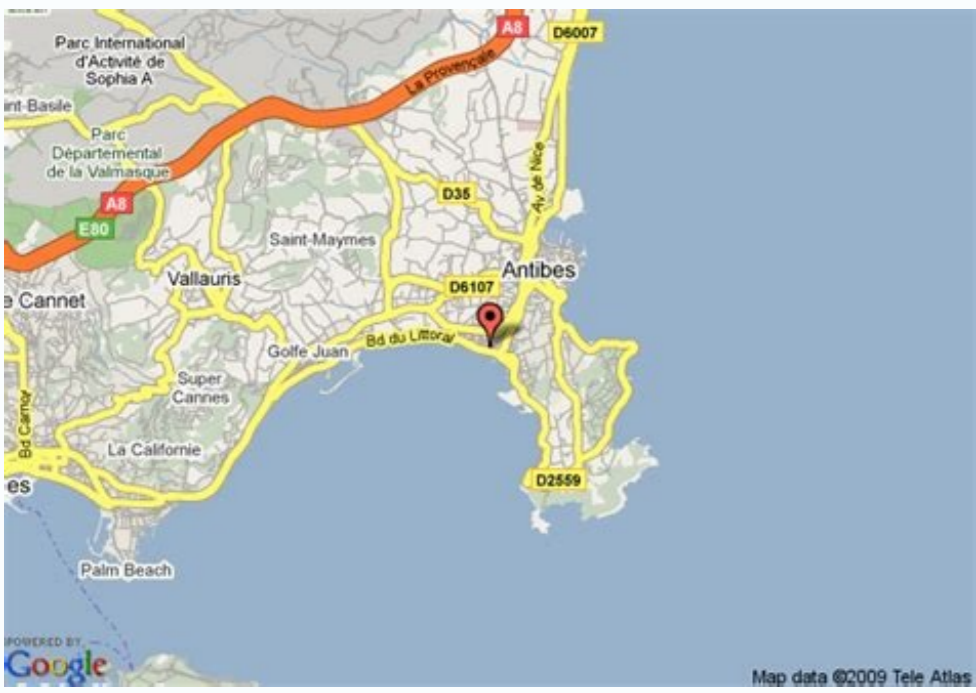 A8
D6007
Parc International
d'Activité de
Sophia A
La Provençale
int-Basile
Parc
Départemental
de la Valmasque
Av de Nice
D35
A8
E80
Saint-Maymes
Antibes
Vallauris
D6107
e Cannet
Bd du Littoral
Golfe Juan
Super
Cannes
Bd Carnot
La Californie
D2559
es
Palm Beach
POWERED BY
Google
Map data ©2009 Tele Atlas